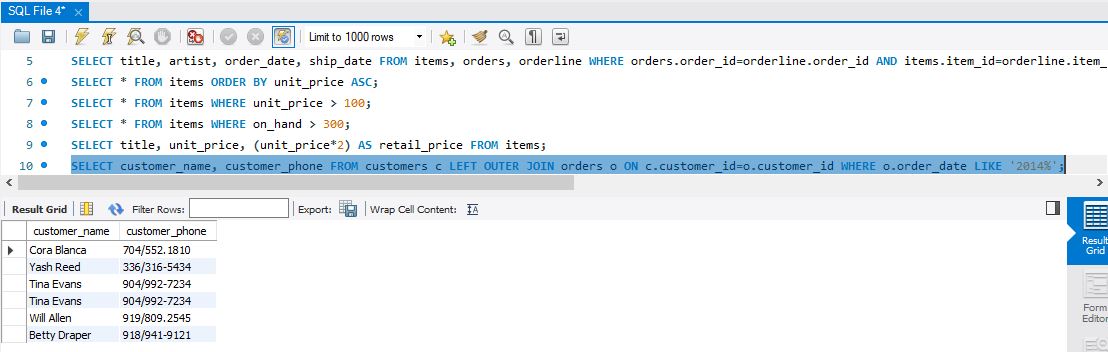 SQL File 4*
Limit to 1000 rows
5 SELECT title, artist, order_date, ship_date FROM items, orders, orderline WHERE orders.order_id=orderline.order_id AND items.item_id=orderline.item_
6 SELECT * FROM items ORDER BY unit_price ASC;
7 SELECT * FROM items WHERE unit_price > 100;
8 SELECT * FROM items WHERE on_hand > 300;
9 SELECT title, unit_price, (unit_price*2) AS retail_price FROM items;
10 SELECT customer_name, customer_phone FROM customers c LEFT OUTER JOIN orders o ON c.customer_id=o.customer_id WHERE o.order_date LIKE '2014%';
Result Grid Filter Rows: Export: Wrap Cell Content:
customer_name customer_phone
Cora Blanca 704/552.1810
Yash Reed 336/316-5434
Tina Evans 904/992-7234
Tina Evans 904/992-7234
Will Allen 919/809.2545
Betty Draper 918/941-9121
Result
Grid
Form
Editor